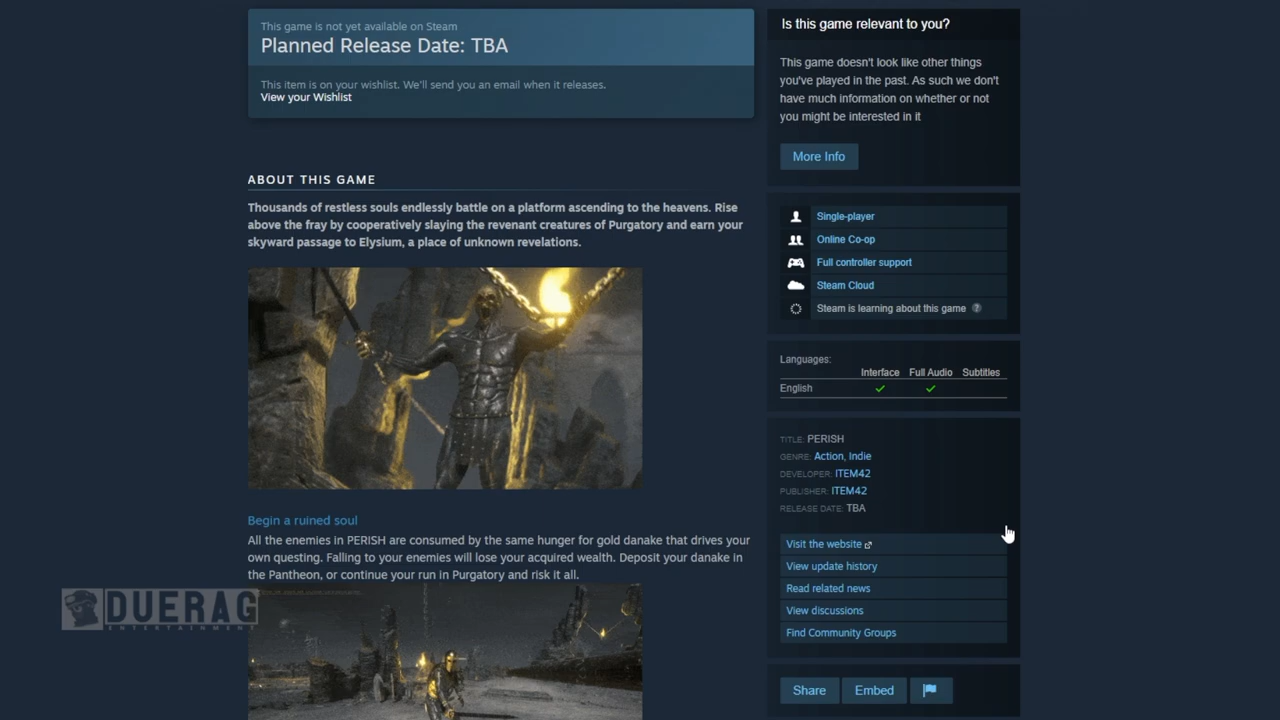 This game is not yet available on Steam
Planned Release Date: TBA
This item is on your wishlist. We'll send you an email when it releases.
View your Wishlist
ABOUT THIS GAME
Thousands of restless souls endlessly battle on a platform ascending to the heavens. Rise
above the fray by cooperatively slaying the revenant creatures of Purgatory and earn your
skyward passage to Elysium, a place of unknown revelations.
Begin a ruined soul
All the enemies in PERISH are consumed by the same hunger for gold danake that drives your
own questing. Falling to your enemies will lose your acquired wealth. Deposit your danake in
the Pantheon, or continue your run in Purgatory and risk it all.
DUERAG
ENTERTAINMENT
Is this game relevant to you?
This game doesn't look like other things
you've played in the past. As such we don't
have much information on whether or not
you might be interested in it
More Info
Single-player
Online Co-op
Full controller support
Steam Cloud
Steam is learning about this game ?
Languages:
Interface Full Audio Subtitles
English
TITLE: PERISH
GENRE: Action, Indie
DEVELOPER: ITEM42
PUBLISHER: ITEM42
RELEASE DATE: TBA
Visit the website
View update history
Read related news
View discussions
Find Community Groups
Share Embed